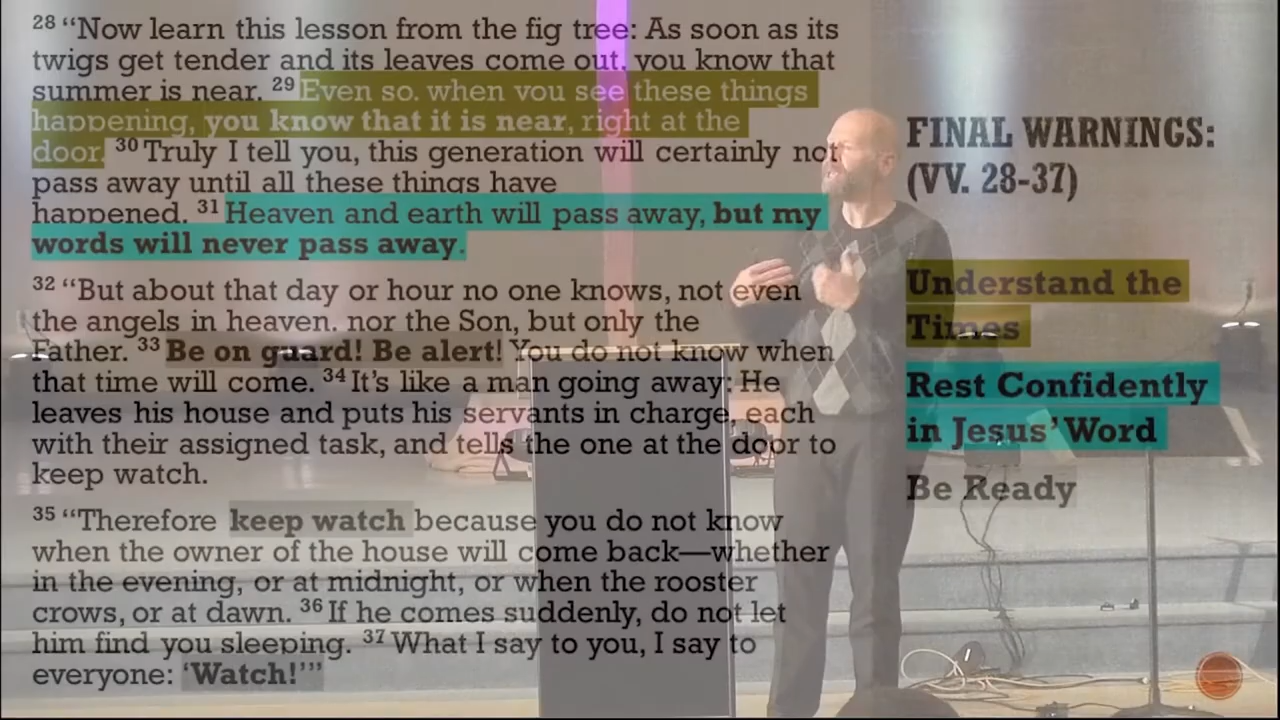 28 “Now learn this lesson from the fig tree: As soon as its
twigs get tender and its leaves come out, you know that
summer is near. 29 Even so, when you see these things
happening, you know that it is near, right at the
door. 30 Truly I tell you, this generation will certainly not
pass away until all these things have
happened. 31 Heaven and earth will pass away, but my
words will never pass away.
32 “But about that day or hour no one knows, not even
the angels in heaven, nor the Son, but only the
Father. 33 Be on guard! Be alert! You do not know when
that time will come. 34 It’s like a man going away: He
leaves his house and puts his servants in charge, each
with their assigned task, and tells the one at the door to
keep watch.
35 “Therefore keep watch because you do not know
when the owner of the house will come back—whether
in the evening, or at midnight, or when the rooster
crows, or at dawn. 36 If he comes suddenly, do not let
him find you sleeping. 37 What I say to you, I say to
everyone: ‘Watch!’”
FINAL WARNINGS:
(VV. 28-37)
Understand the
Times
Rest Confidently
in Jesus’ Word
Be Ready